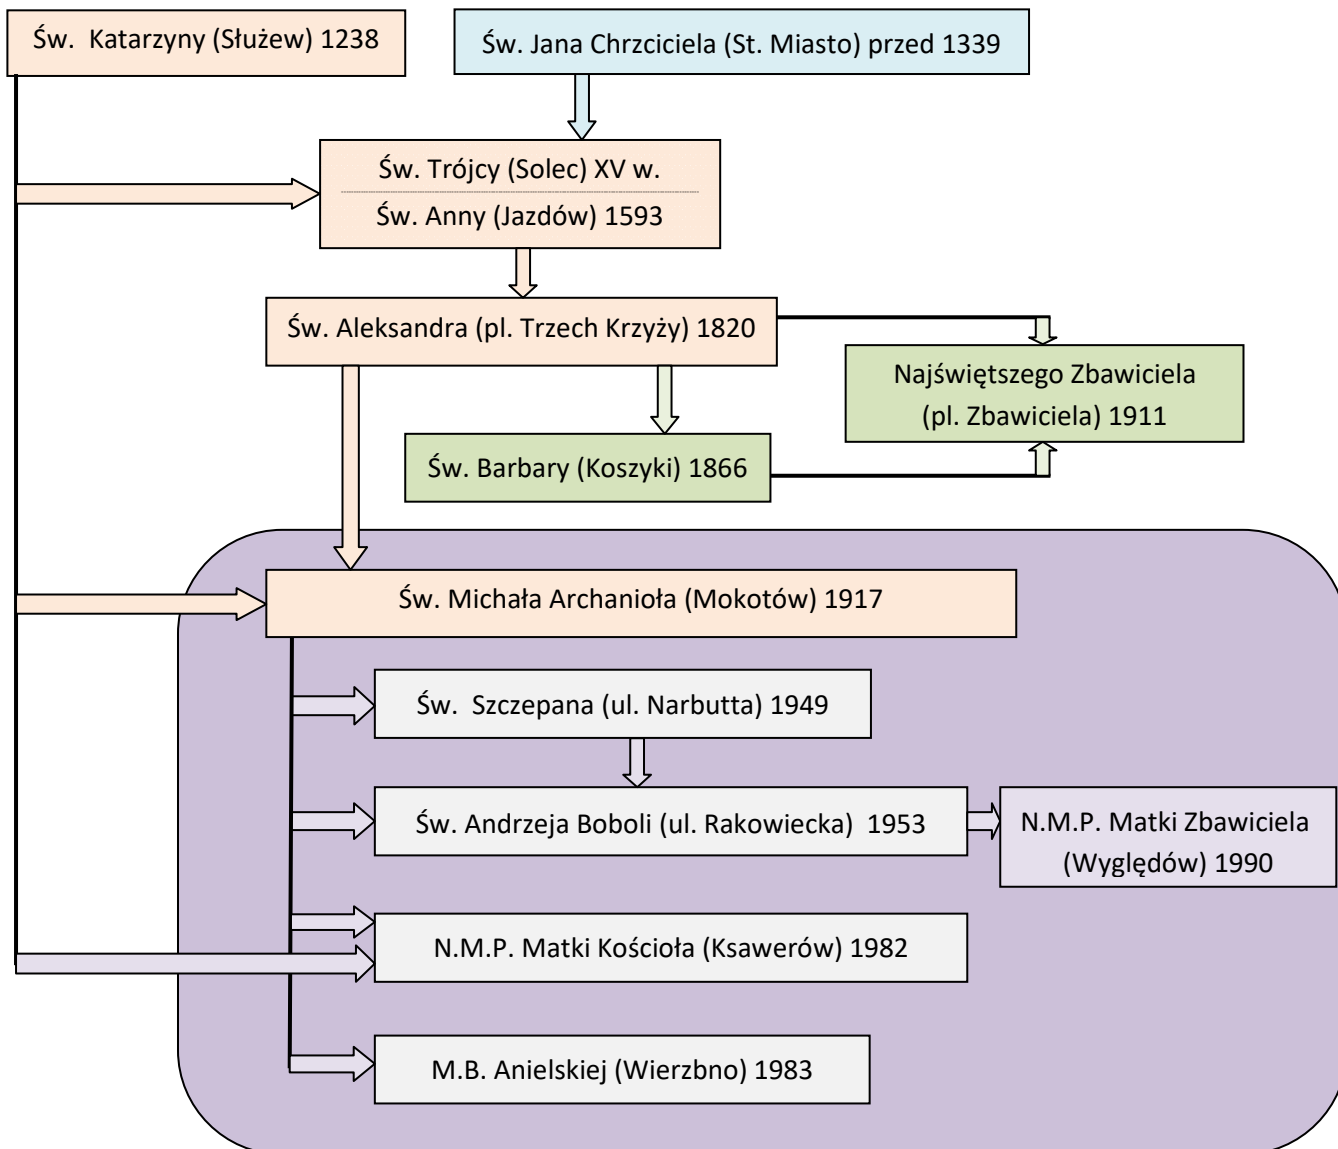 Św. Katarzyny (Służew) 1238
Św. Jana Chrzciciela (St. Miasto) przed 1339
Św. Trójcy (Solec) XV w.
Św. Anny (Jazdów) 1593
Św. Aleksandra (pl. Trzech Krzyży) 1820
Najświętszego Zbawiciela
(pl. Zbawiciela) 1911
Św. Barbary (Koszyki) 1866
Św. Michała Archanioła (Mokotów) 1917
Św. Szczepana (ul. Narbutta) 1949
Św. Andrzeja Boboli (ul. Rakowiecka) 1953
N.M.P. Matki Zbawiciela
(Wyględów) 1990
N.M.P. Matki Kościoła (Ksawerów) 1982
M.B. Anielskiej (Wierzbno) 1983